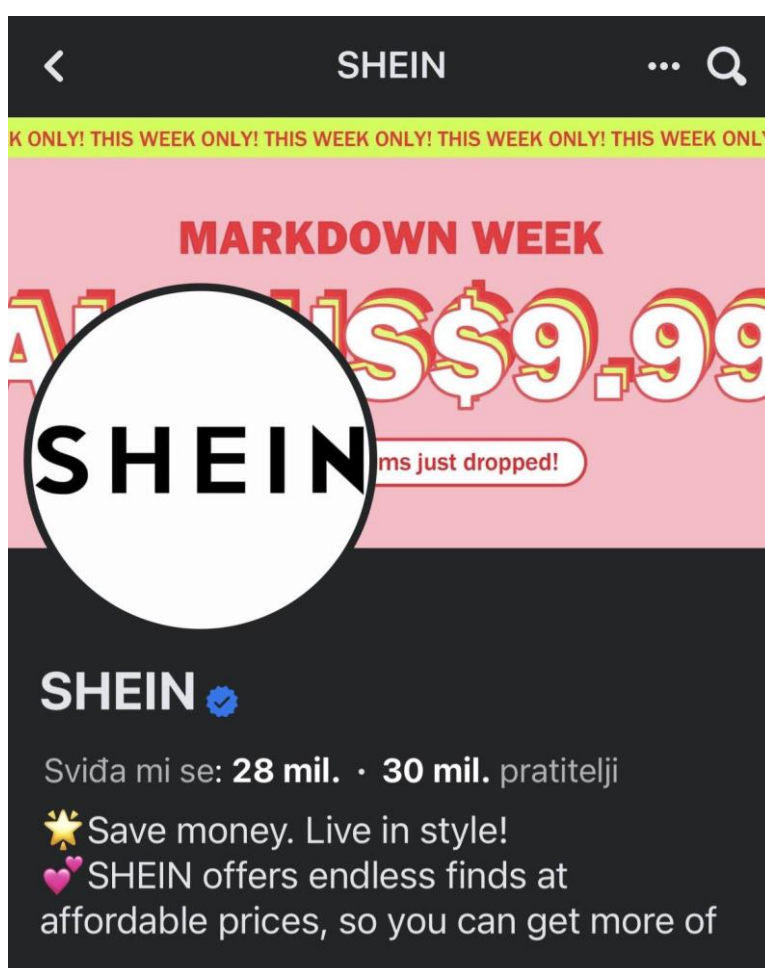 SHEIN
K ONLY! THIS WEEK ONLY! THIS WEEK ONLY! THIS WEEK ONLY! THIS WEEK ONLY
MARKDOWN WEEK
US$9.99
SHEIN
ms just dropped!
SHEIN
Sviđa mi se: 28 mil. · 30 mil. pratitelji
🌟Save money. Live in style!
💕SHEIN offers endless finds at
affordable prices, so you can get more of